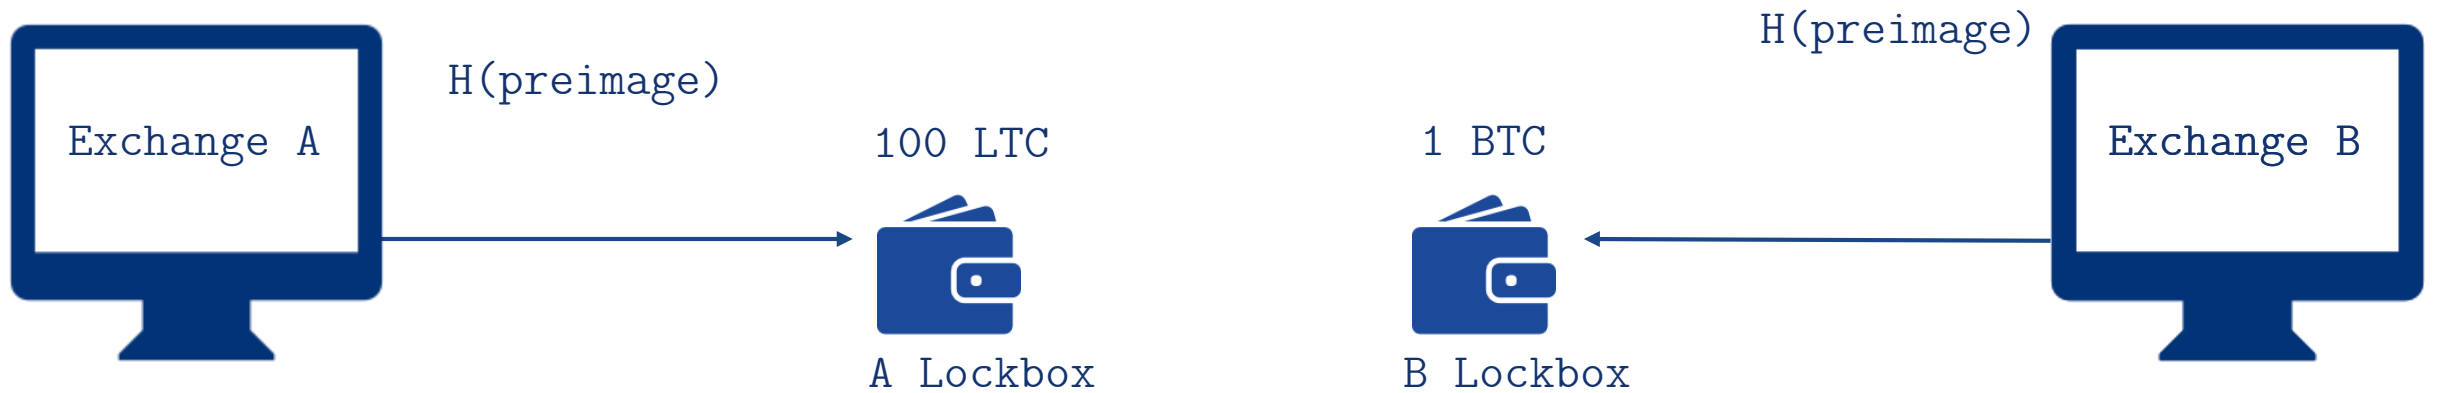 H(preimage)
H(preimage)
Exchange A
100 LTC
1 BTC
Exchange B
A Lockbox
B Lockbox